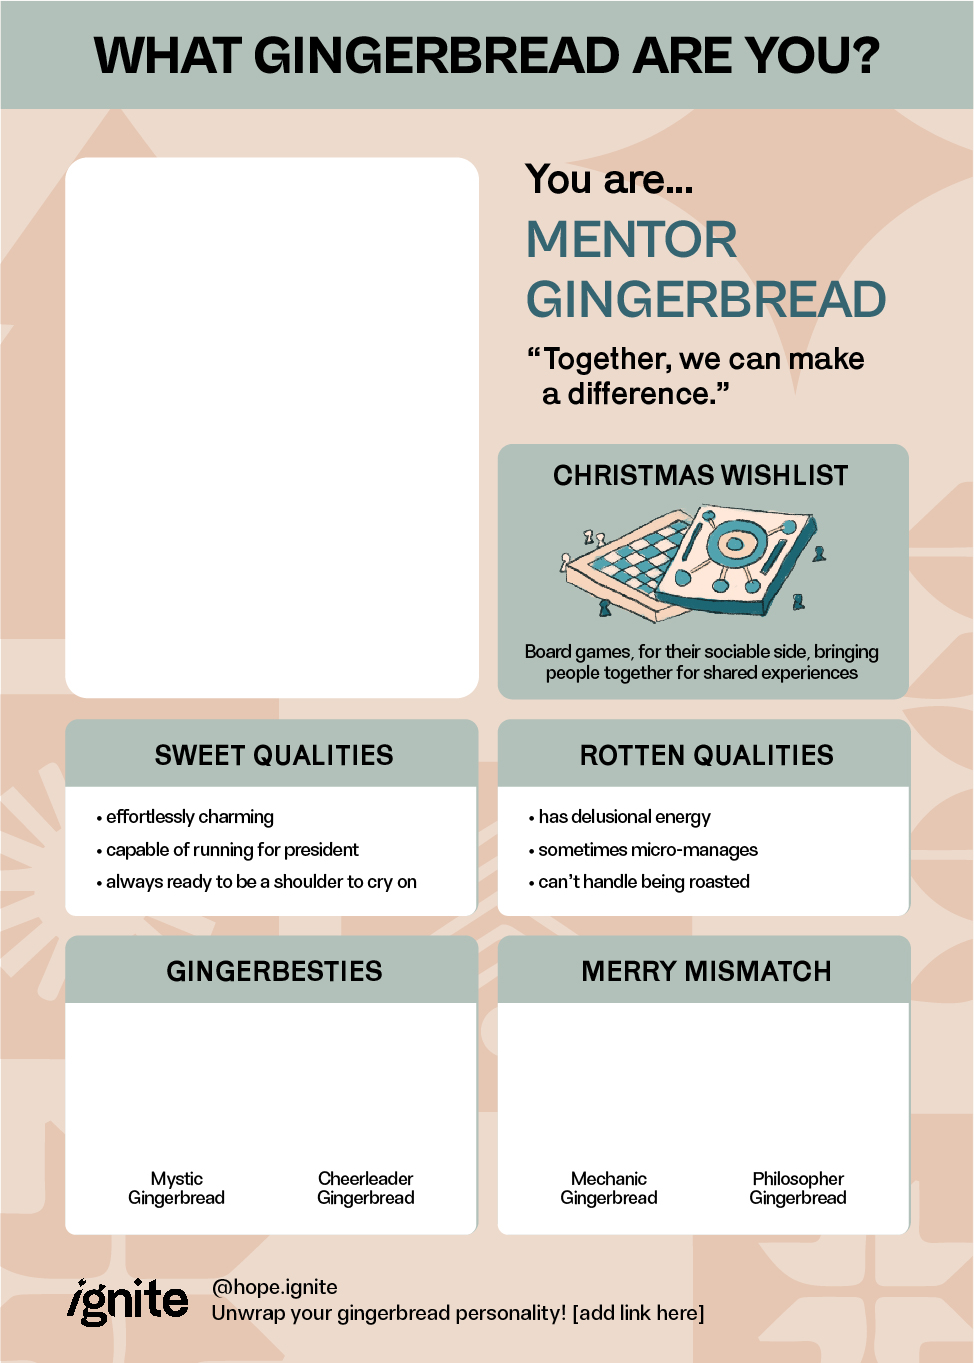 WHAT GINGERBREAD ARE YOU?
You are...
MENTOR
GINGERBREAD
“Together, we can make
a difference.”
CHRISTMAS WISHLIST
Board games, for their sociable side, bringing
people together for shared experiences
SWEET QUALITIES
• effortlessly charming
• capable of running for president
• always ready to be a shoulder to cry on
ROTTEN QUALITIES
• has delusional energy
• sometimes micro-manages
• can’t handle being roasted
GINGERBESTIES
Mystic
Gingerbread
Cheerleader
Gingerbread
MERRY MISMATCH
Mechanic
Gingerbread
Philosopher
Gingerbread
ignite
@hope.ignite
Unwrap your gingerbread personality! [add link here]